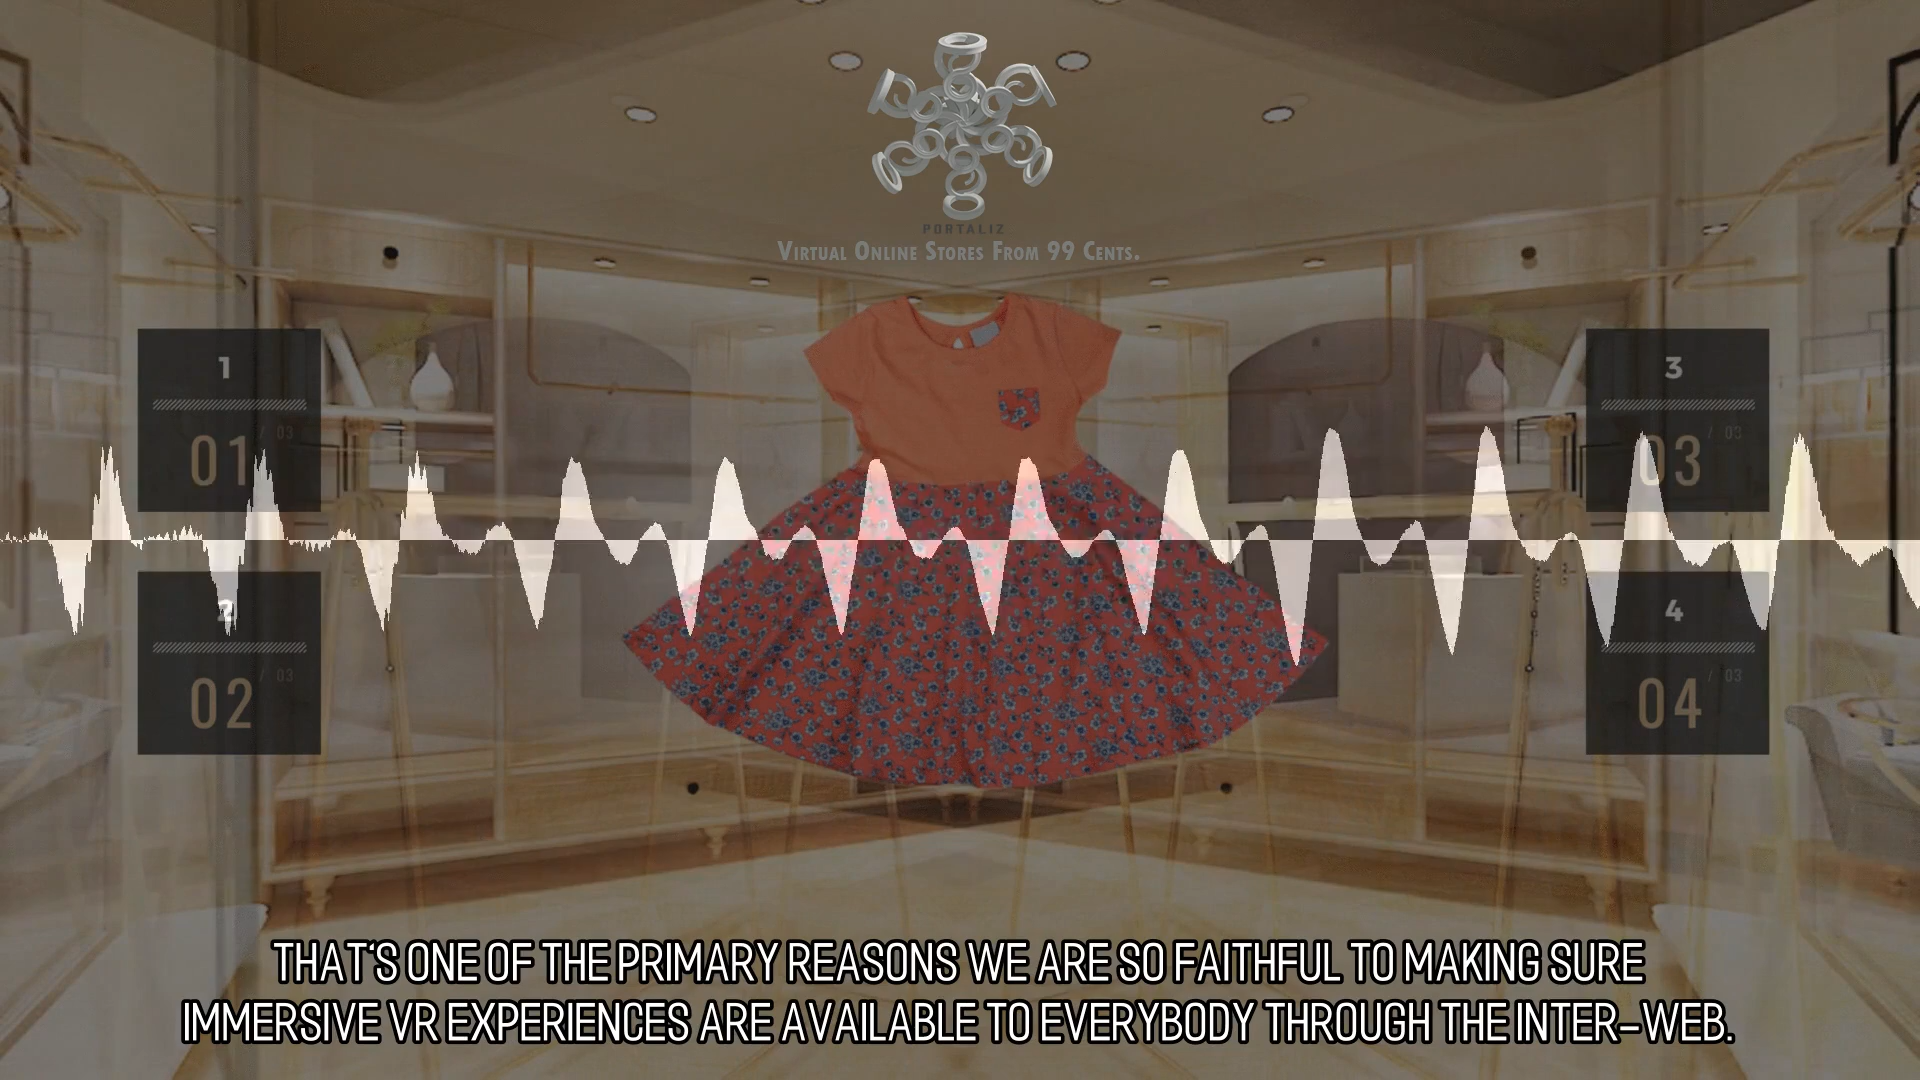 PORTALIZ
Virtual Online Stores From 99 Cents.
1
01 / 03
2
02 / 03
3
03 / 03
4
04 / 03
THAT'S ONE OF THE PRIMARY REASONS WE ARE SO FAITHFUL TO MAKING SURE
IMMERSIVE VR EXPERIENCES ARE AVAILABLE TO EVERYBODY THROUGH THE INTER-WEB.